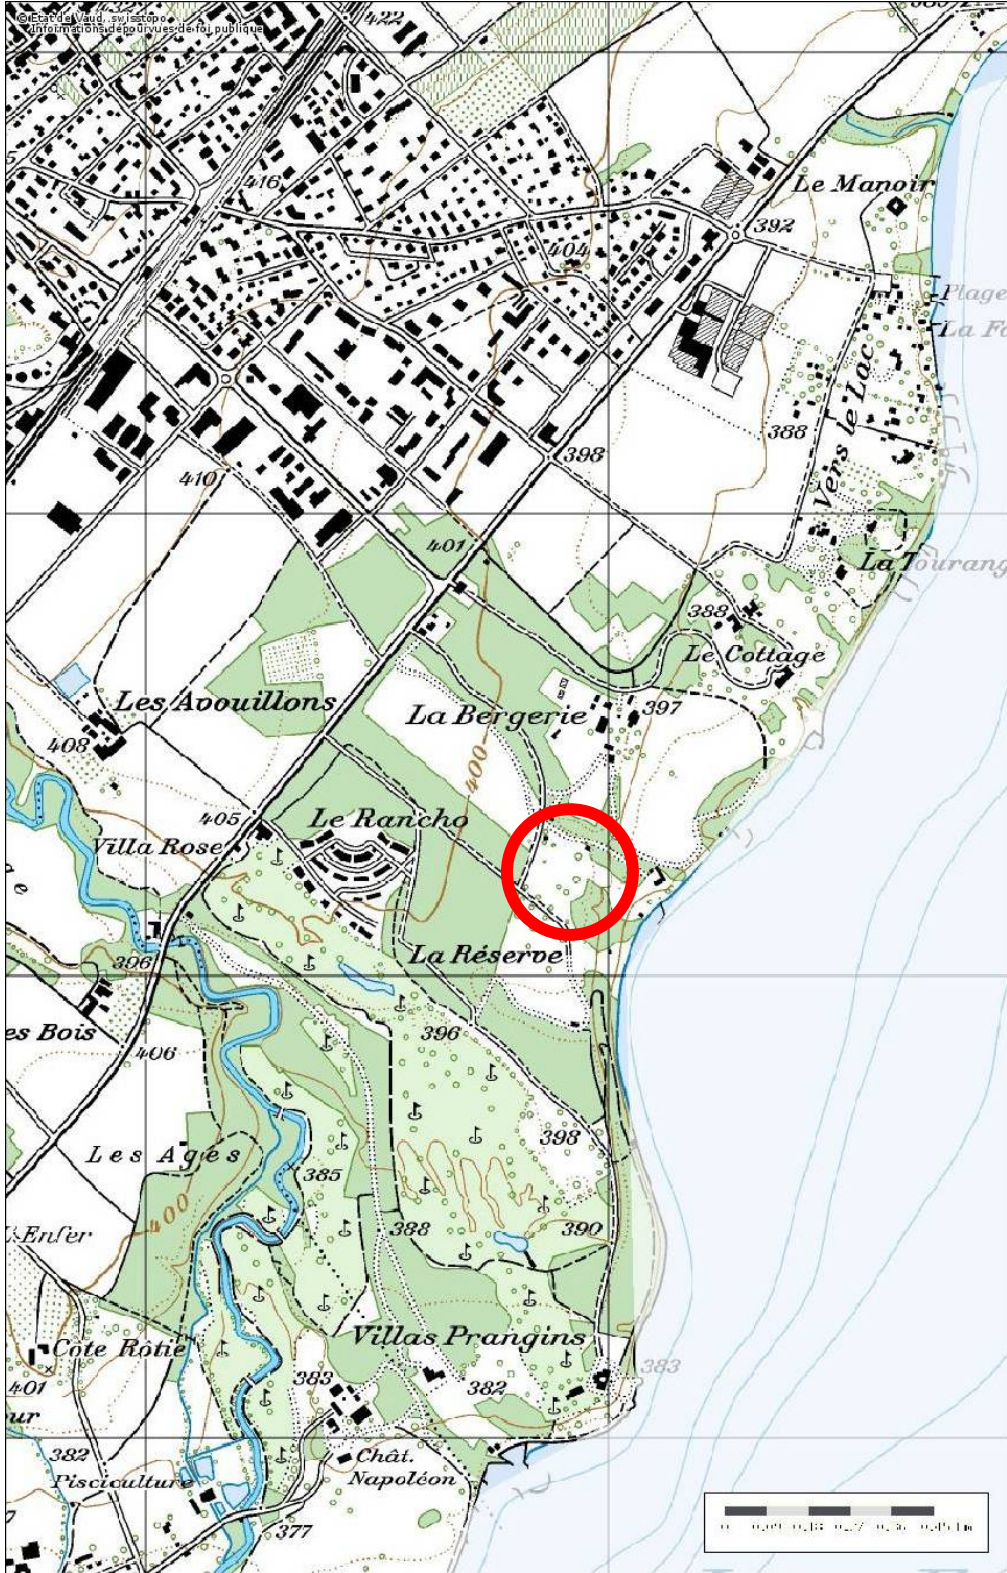 © Etat de Vaud, swisstopo
Informations dépourvues de foi publique
422
416
404
392
Le Manoir
Plage
La Fo
388
Vers le Lac
398
410
401
La Tourang
388
Le Cottage
Les Avouillons
La Bergerie
397
408
400
405
Le Rancho
Villa Rose
La Réserve
396
396
es Bois
406
398
Les Ages
385
400
388
390
L'Enfer
Villas Prangins
Cote Rotie
383
383
382
401
ur
382
Chât.
Napoléon
Pisciculture
377